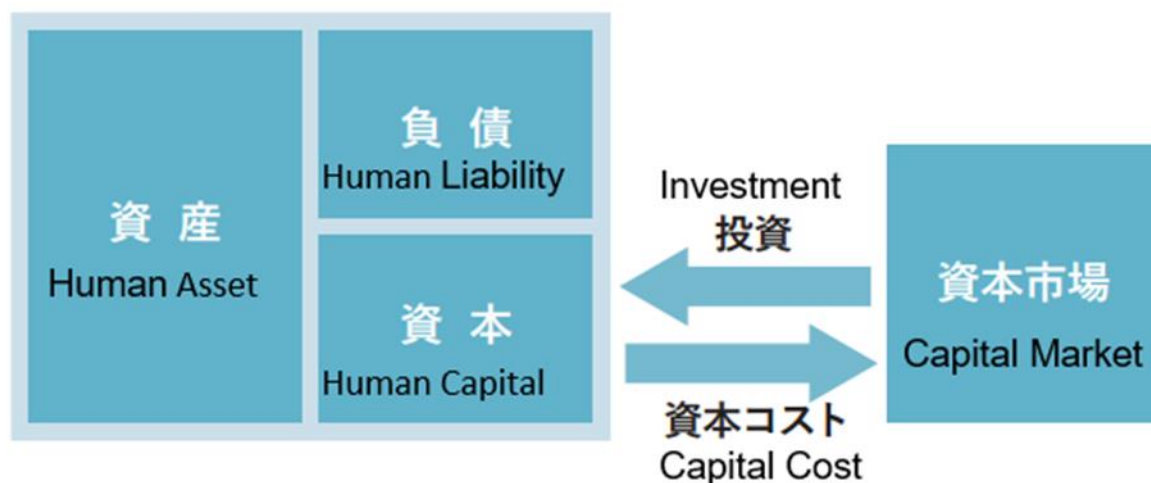 資 産
Human Asset
負 債
Human Liability
資 本
Human Capital
Investment
投資
資本コスト
Capital Cost
資本市場
Capital Market